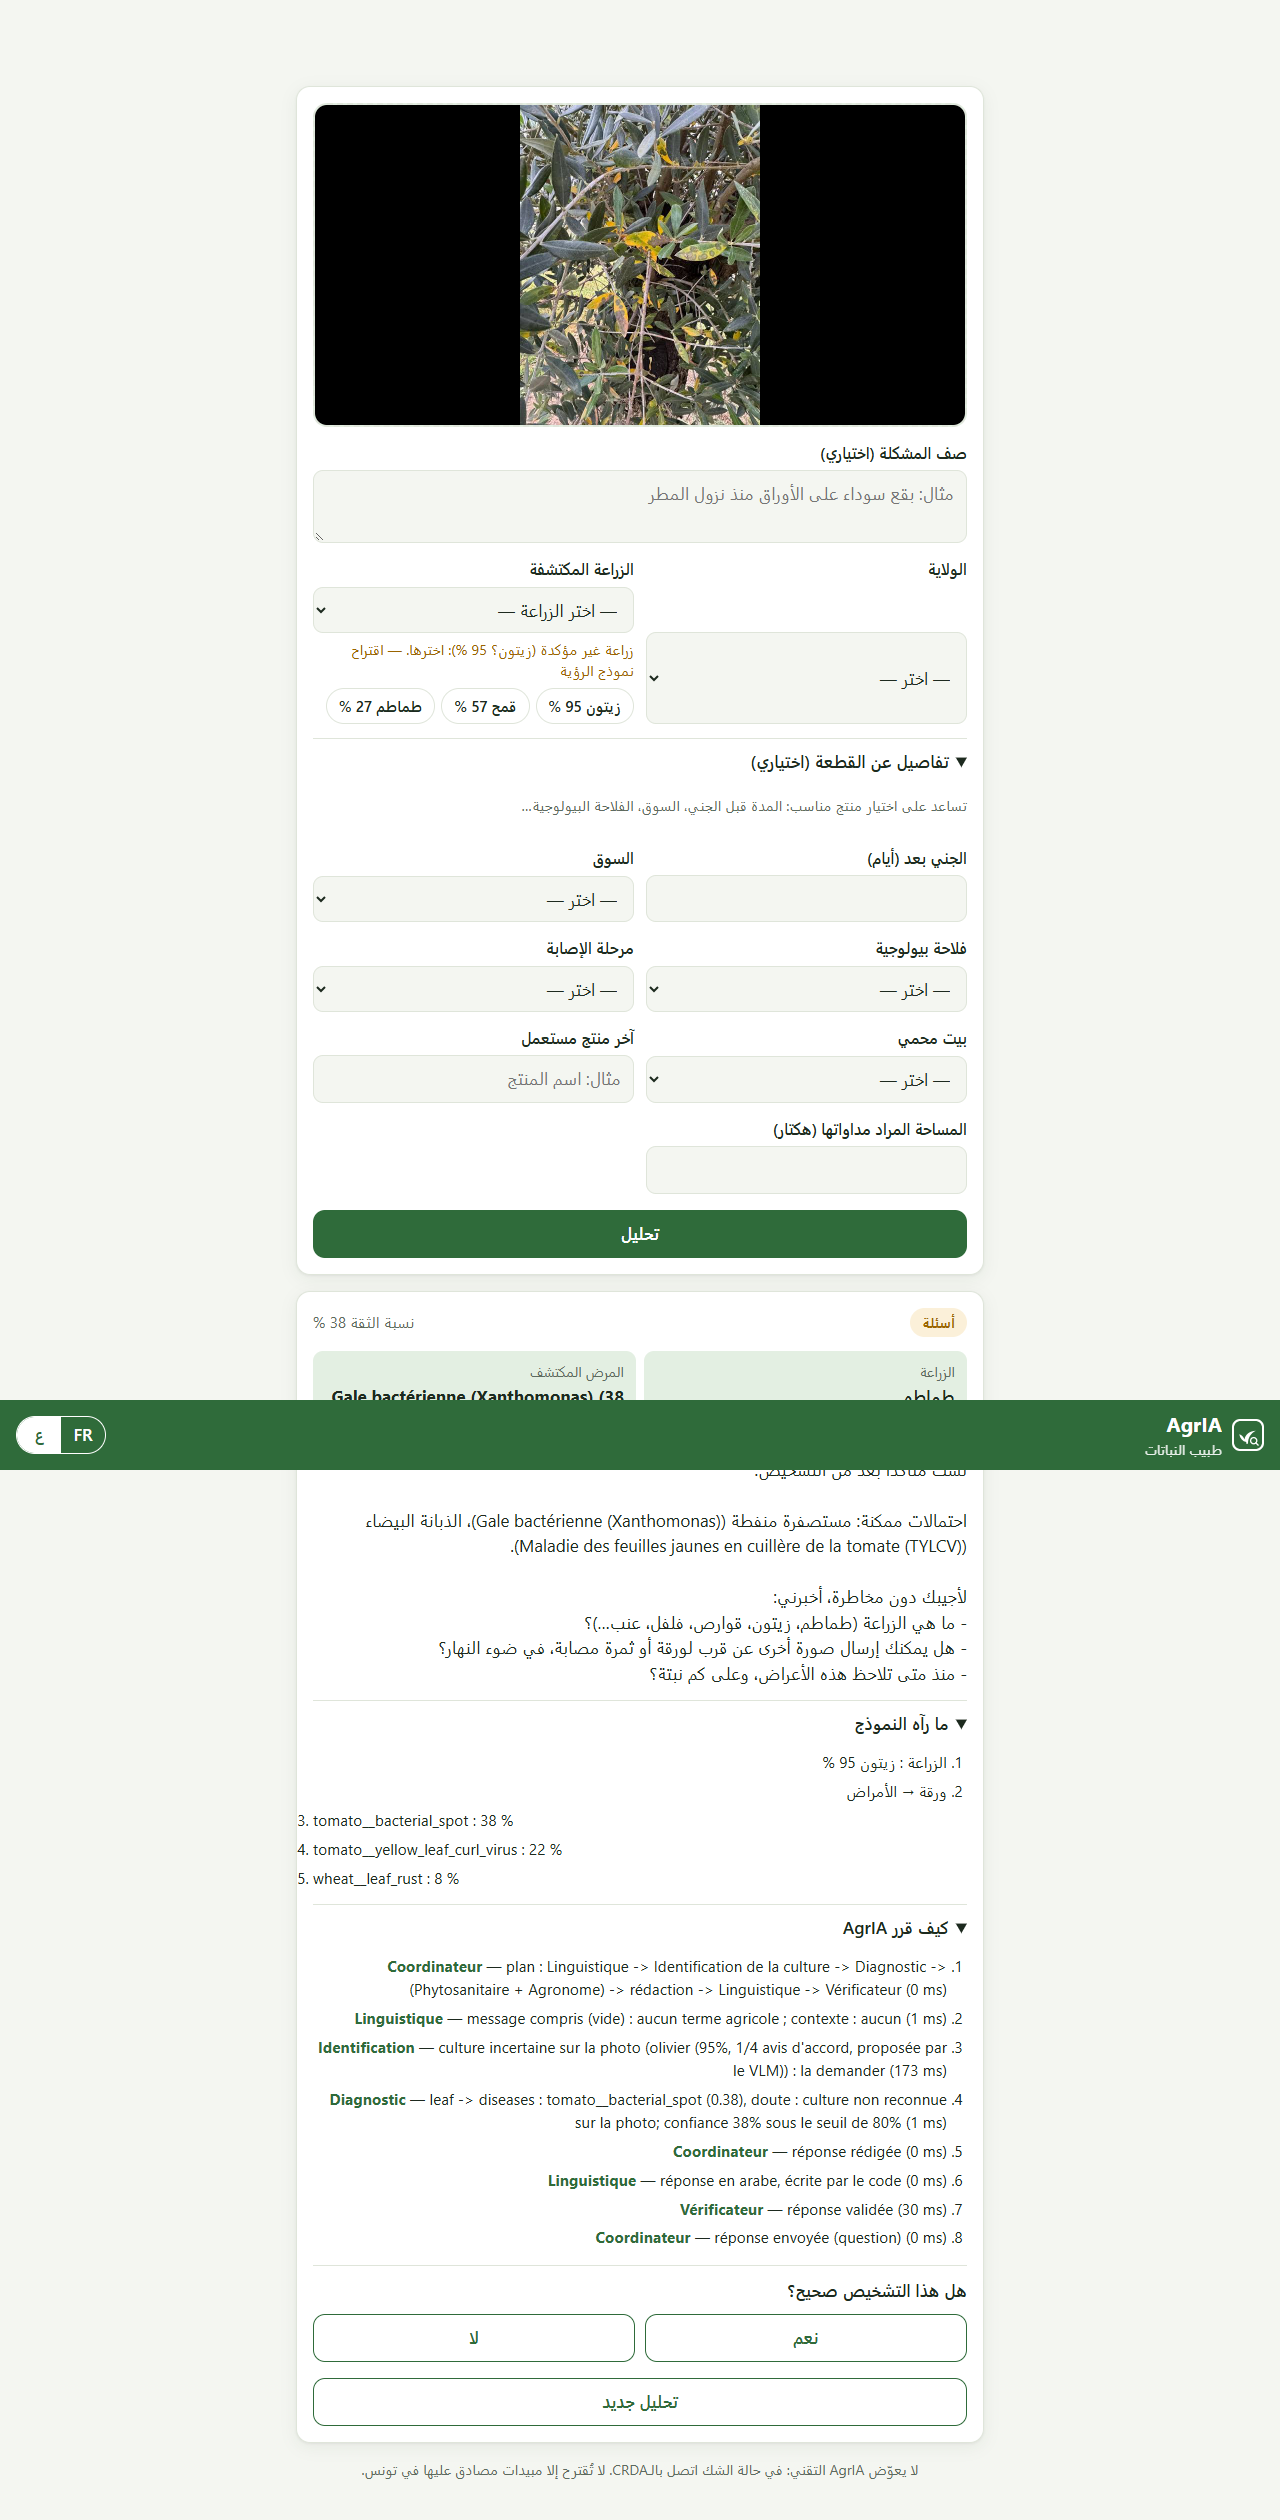 صف المشكلة (اختياري)
مثال: بقع سوداء على الأوراق منذ نزول المطر
الولاية
— اختر —
الزراعة المكتشفة
— اختر الزراعة —
زراعة غير مؤكدة (زيتون؟ 95 %): اخترها. — اقتراح
نموذج الرؤية
زيتون 95 %
قمح 57 %
طماطم 27 %
▼ تفاصيل عن القطعة (اختياري)
تساعد على اختيار منتج مناسب: المدة قبل الجني، السوق، الفلاحة البيولوجية...
الجني بعد (أيام)
السوق
— اختر —
فلاحة بيولوجية
— اختر —
مرحلة الإصابة
— اختر —
بيت محمي
— اختر —
آخر منتج مستعمل
مثال: اسم المنتج
المساحة المراد مداواتها (هكتار)
تحليل
أسئلة
نسبة الثقة 38 %
الزراعة
طماطم
المرض المكتشف
Gale bactérienne (Xanthomonas) (38
AgrIA
طبيب النباتات
FR
ع
لست متأكدا بعد من التشخيص.
احتمالات ممكنة: مستصفرة منفطة (Gale bactérienne (Xanthomonas))، الذبانة البيضاء
(Maladie des feuilles jaunes en cuillère de la tomate (TYLCV)).
لأجيبك دون مخاطرة، أخبرني:
- ما هي الزراعة (طماطم، زيتون، قوارص، فلفل، عنب...)؟
- هل يمكنك إرسال صورة أخرى عن قرب لورقة أو ثمرة مصابة، في ضوء النهار؟
- منذ متى تلاحظ هذه الأعراض، وعلى كم نبتة؟
▼ ما رآه النموذج
1. الزراعة : زيتون 95 %
2. ورقة → الأمراض
3. tomato__bacterial_spot : 38 %
4. tomato__yellow_leaf_curl_virus : 22 %
5. wheat__leaf_rust : 8 %
▼ كيف قرر AgrIA
1. Coordinateur — plan : Linguistique -> Identification de la culture -> Diagnostic ->
(Phytosanitaire + Agronome) -> rédaction -> Linguistique -> Vérificateur (0 ms)
2. Linguistique — message compris (vide) : aucun terme agricole ; contexte : aucun (1 ms)
3. Identification — culture incertaine sur la photo (olivier (95%, 1/4 avis d'accord, proposée par
le VLM)) : la demander (173 ms)
4. Diagnostic — leaf -> diseases : tomato__bacterial_spot (0.38), doute : culture non reconnue
sur la photo; confiance 38% sous le seuil de 80% (1 ms)
5. Coordinateur — réponse rédigée (0 ms)
6. Linguistique — réponse en arabe, écrite par le code (0 ms)
7. Vérificateur — réponse validée (30 ms)
8. Coordinateur — réponse envoyée (question) (0 ms)
هل هذا التشخيص صحيح؟
نعم
لا
تحليل جديد
لا يعوّض AgrIA التقني: في حالة الشك اتصل بالـCRDA. لا تُقترح إلا مبيدات مصادق عليها في تونس.